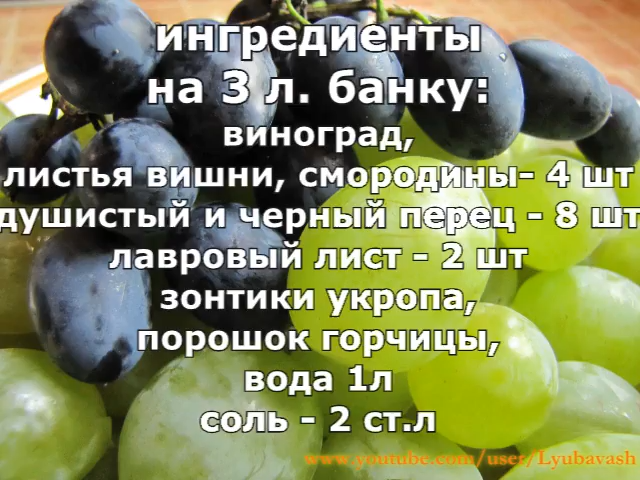 ингредиенты
на 3 л. банку:
виноград,
листья вишни, смородины- 4 шт
душистый и черный перец - 8 шт
лавровый лист - 2 шт
зонтики укропа,
порошок горчицы,
вода 1л
соль - 2 ст.л
www.youtube.com/user/Lyubavash